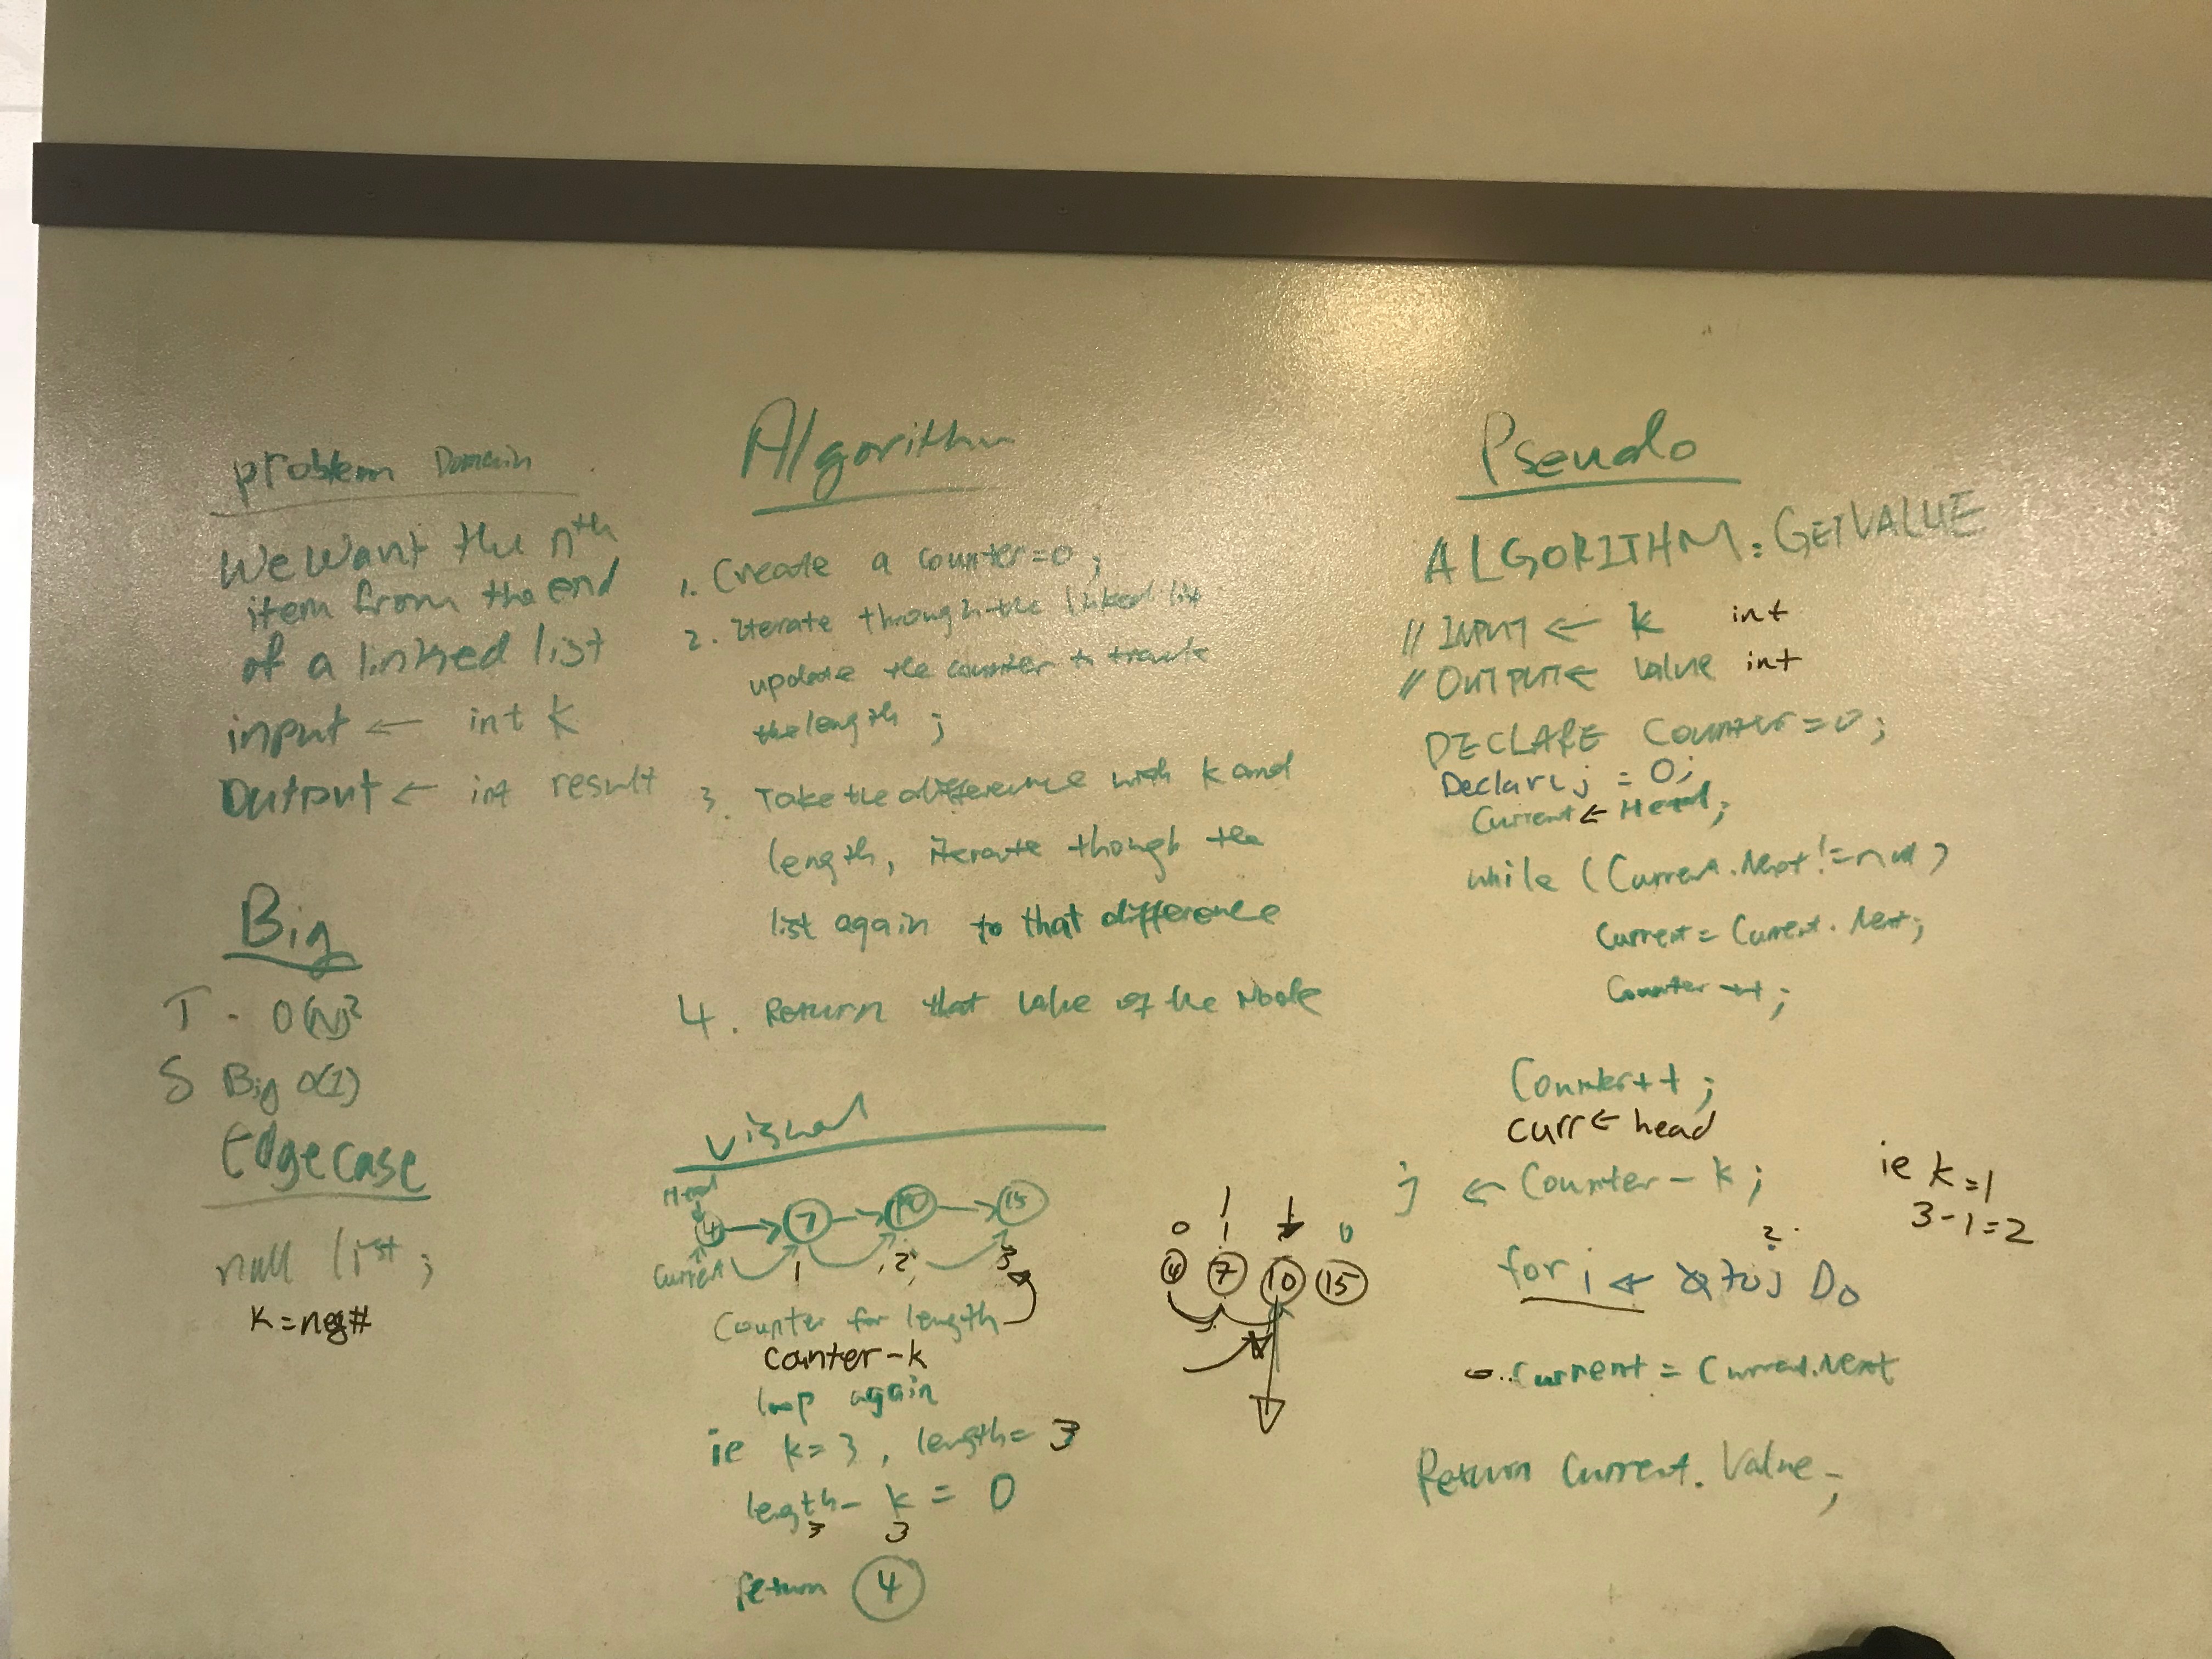 Problem Domain
We want the nth
item from the end
of a linked list
input ← int k
Output ← int result
Big
T - O(N)²
S Big O(1)
Edge case
null list;
K = neg#
Algorithm
1. Create a counter=0;
2. iterate through the linked list
update the counter to track
the length;
3. Take the difference with k and
length, iterate though the
list again to that difference
4. Return that value of the Node
Visual
Head
4 → 7 → 10 → 15
Current 1 2 3
Counter for length
counter-k
loop again
ie k=3, length= 3
length - k = 0
3 3
return 4
0 1 0
4 7 10 15
Pseudo
ALGORITHM: GETVALUE
// INPUT ← k int
// OUTPUT ← value int
DECLARE Counter=0;
Declare j = 0;
Current ← Head;
while (Current.Next != null)
Current = Current.Next;
Counter ++;
Counter++;
curr ← head
j ← Counter - k;
ie k=1
3-1=2
2
for i ← to j Do
Current = Current.Next
Return Current.Value;